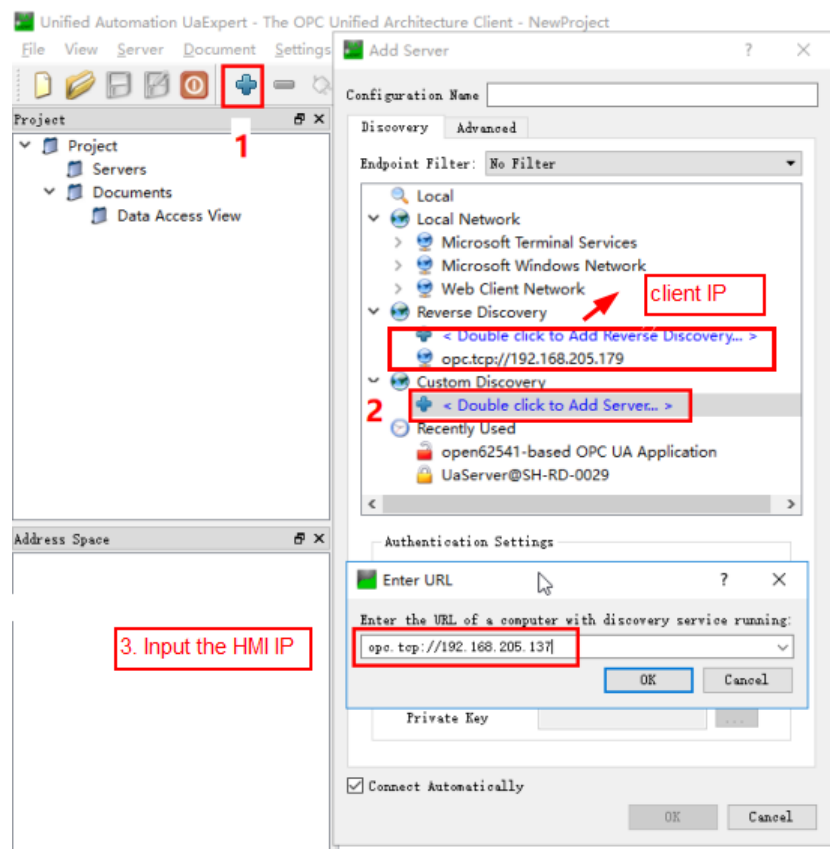 Unified Automation UaExpert - The OPC Unified Architecture Client - NewProject
File View Server Document Settings
Add Server ?
Configuration Name
Project
1
Discovery Advanced
Project
Endpoint Filter: No Filter
Servers
Local
Documents
Local Network
Data Access View
Microsoft Terminal Services
Microsoft Windows Network
Web Client Network
client IP
Reverse Discovery
< Double click to Add Reverse Discovery... >
opc.tcp://192.168.205.179
Custom Discovery
2
< Double click to Add Server... >
Recently Used
open62541-based OPC UA Application
UaServer@SH-RD-0029
Address Space
Authentication Settings
Enter URL ?
Enter the URL of a computer with discovery service running:
3. Input the HMI IP
opc.tcp://192.168.205.137
OK Cancel
Private Key ...
Connect Automatically
OK Cancel